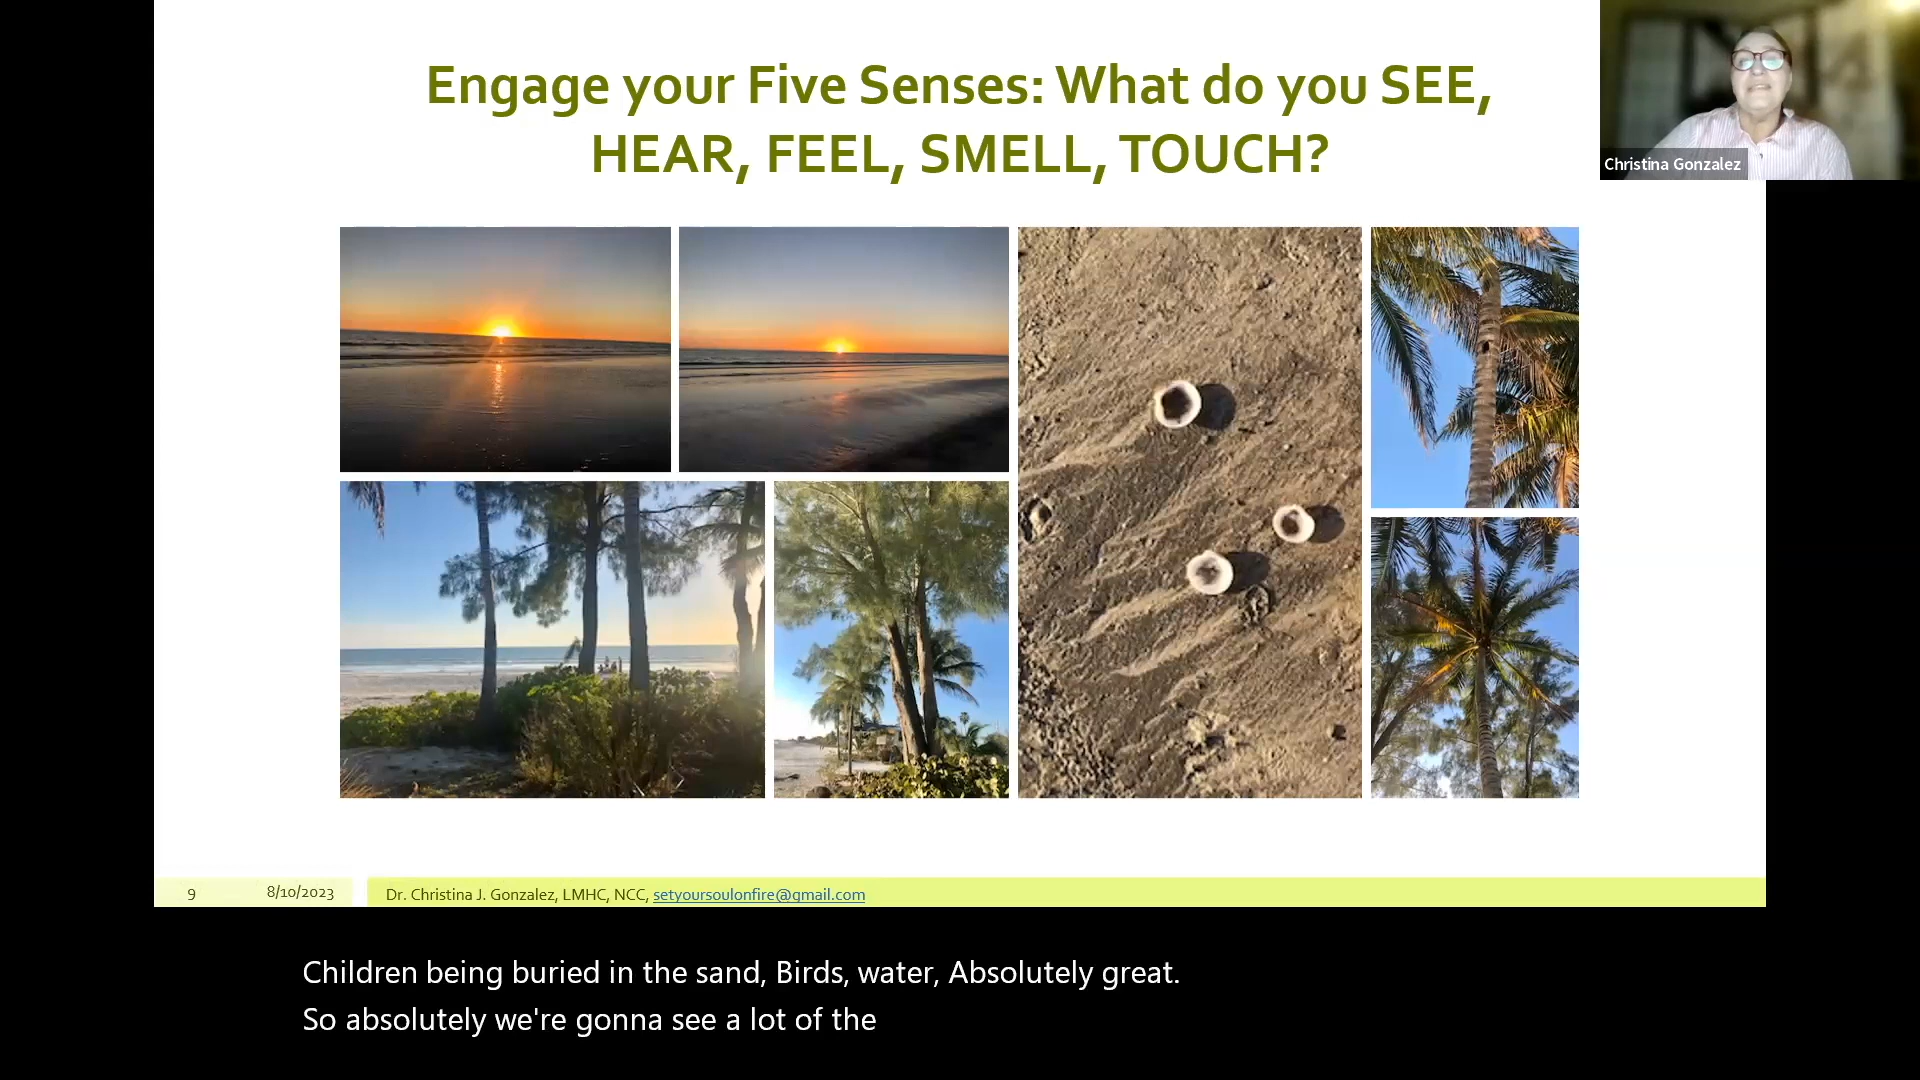 Engage your Five Senses: What do you SEE,
HEAR, FEEL, SMELL, TOUCH?
Christina Gonzalez
9
8/10/2023
Dr. Christina J. Gonzalez, LMHC, NCC, setyoursoulonfire@gmail.com
Children being buried in the sand, Birds, water, Absolutely great.
So absolutely we're gonna see a lot of the